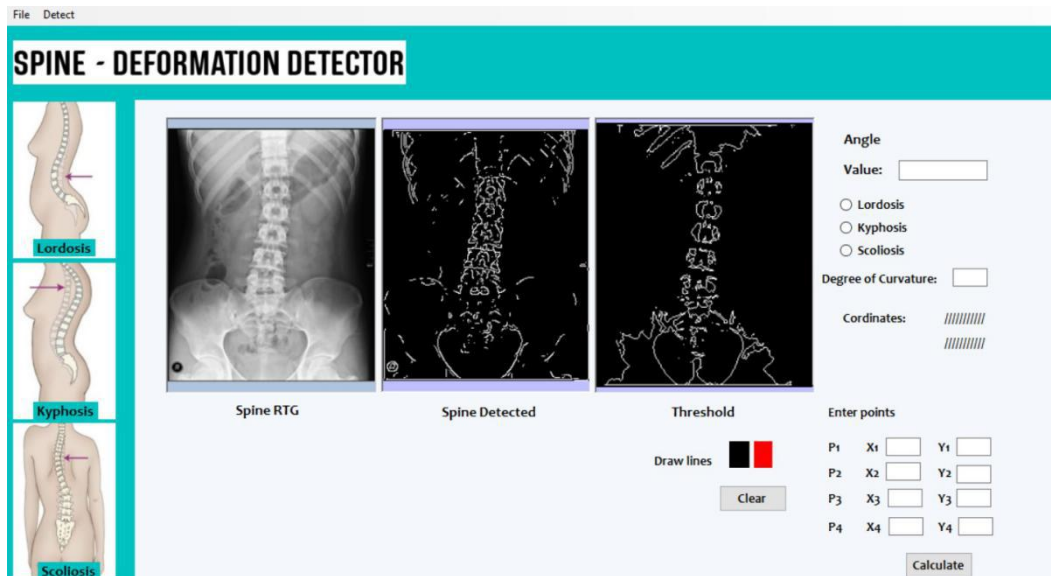 File Detect
SPINE - DEFORMATION DETECTOR
Lordosis
Kyphosis
Scoliosis
Spine RTG
Spine Detected
Threshold
Angle
Value:
Lordosis
Kyphosis
Scoliosis
Degree of Curvature:
Cordinates: ///////////
///////////
Draw lines
Clear
Enter points
P1 X1 Y1
P2 X2 Y2
P3 X3 Y3
P4 X4 Y4
Calculate